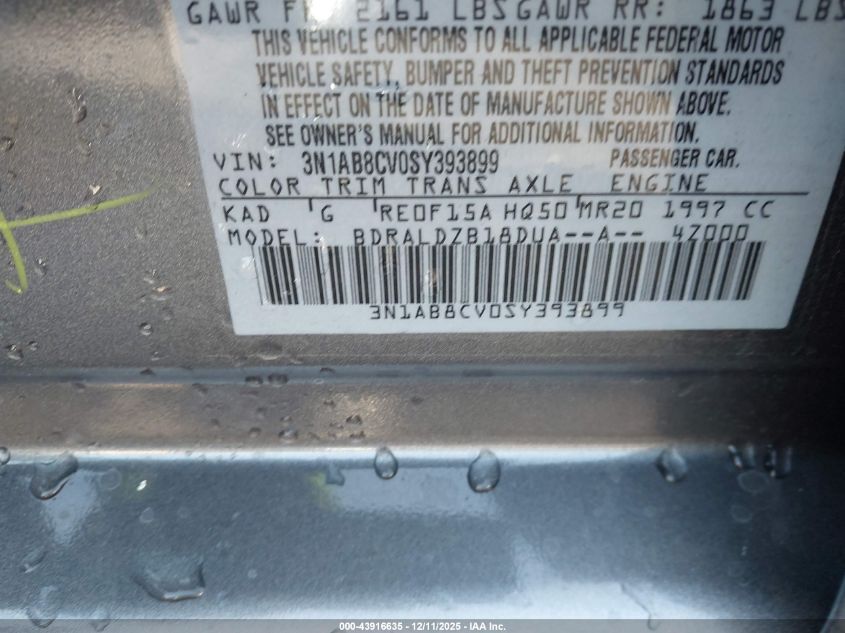 GAWR F 2161 LBS GAWR RR: 1863 LBS
THIS VEHICLE CONFORMS TO ALL APPLICABLE FEDERAL MOTOR
VEHICLE SAFETY, BUMPER AND THEFT PREVENTION STANDARDS
IN EFFECT ON THE DATE OF MANUFACTURE SHOWN ABOVE.
SEE OWNER'S MANUAL FOR ADDITIONAL INFORMATION.
VIN: 3N1AB8CV0SY393899 PASSENGER CAR.
COLOR TRIM TRANS AXLE ENGINE
KAD G RE0F15A HQ50 MR20 1997 CC
MODEL: BDRALDZB18DUA--A-- 4Z000
3N1AB8CV0SY393899
000-43916635 - 12/11/2025 - IAA Inc.